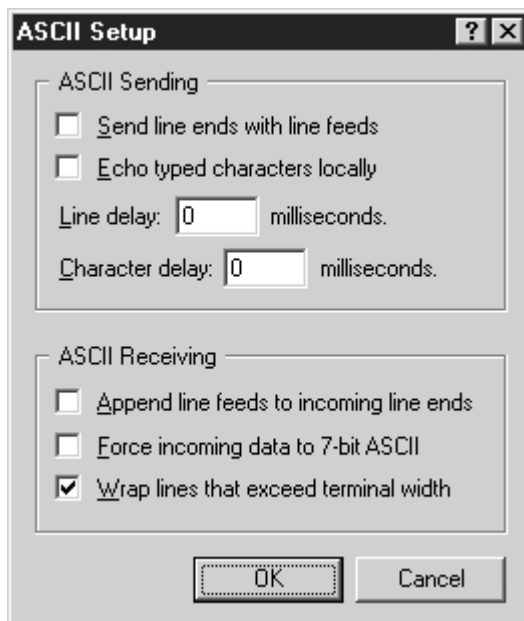 ASCII Setup
ASCII Sending
Send line ends with line feeds
Echo typed characters locally
Line delay: 0 milliseconds.
Character delay: 0 milliseconds.
ASCII Receiving
Append line feeds to incoming line ends
Force incoming data to 7-bit ASCII
Wrap lines that exceed terminal width
OK Cancel